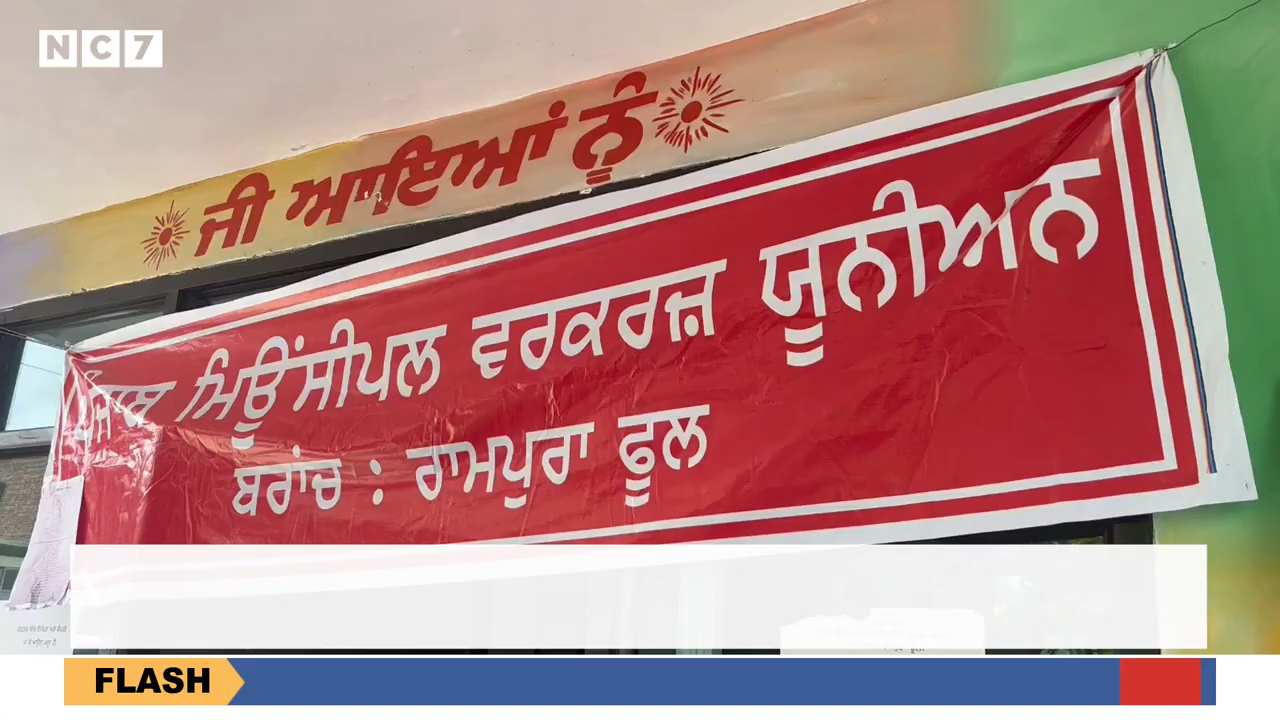 NC7
ਜੀ ਆਇਆਂ ਨੂੰ
ਮਿਊਂਸੀਪਲ ਵਰਕਰਜ਼ ਯੂਨੀਅਨ
ਬਰਾਂਚ : ਰਾਮਪੁਰਾ ਫੂਲ
FLASH